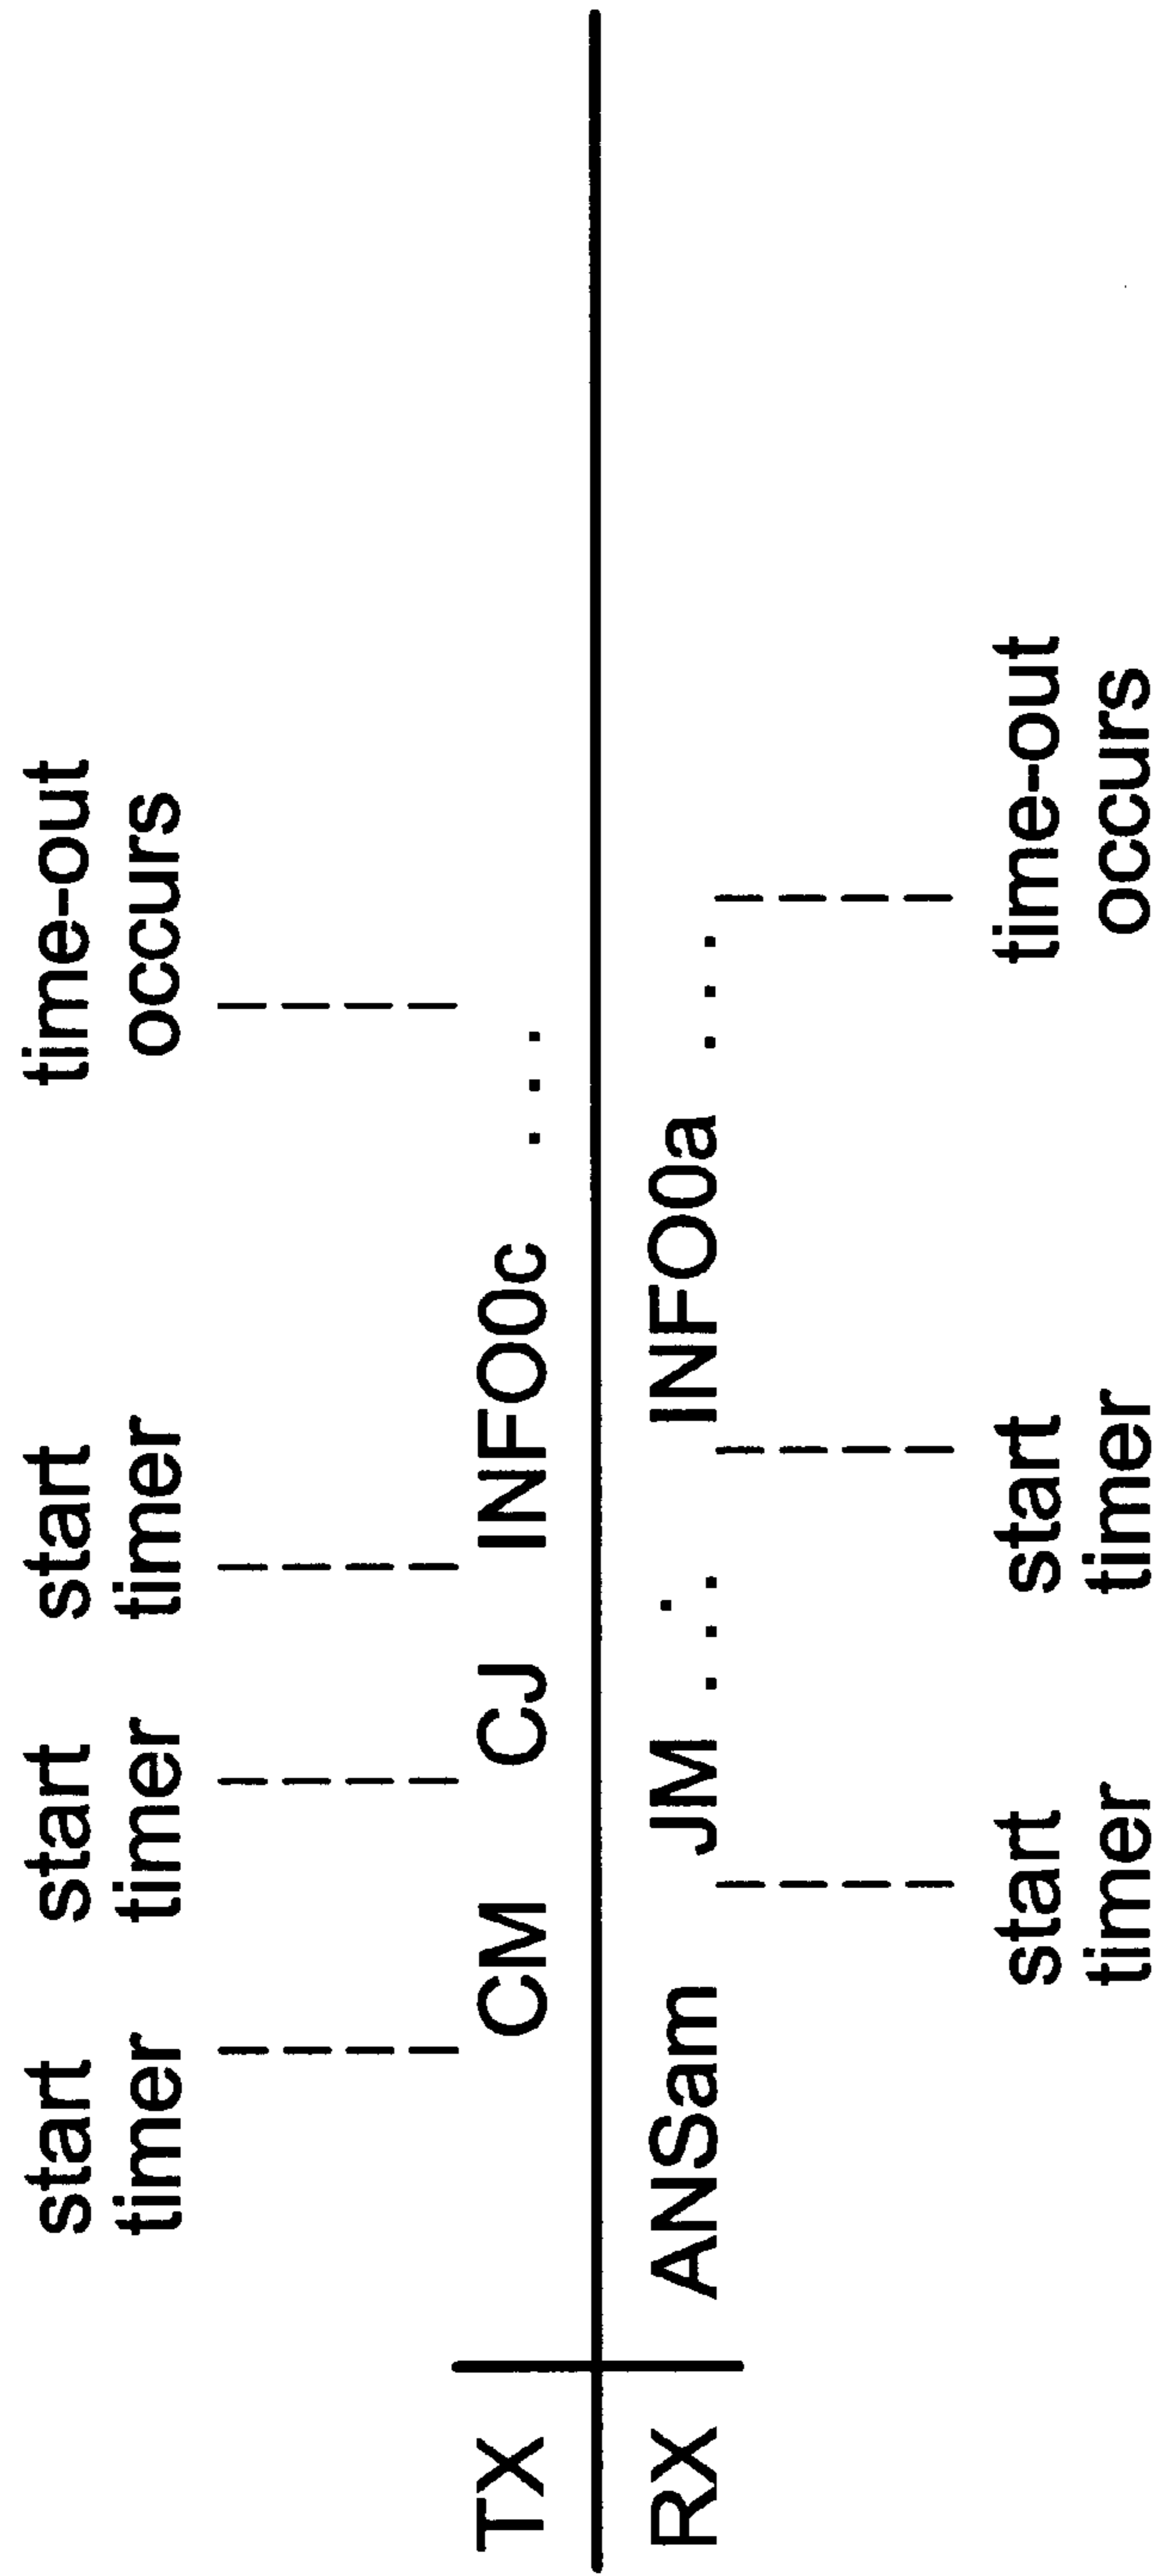 start
timer
start
timer
start
timer
time-out
occurs
TX
CM
CJ
INFO0c
. . .
RX
ANSam
JM
. . .
INFO0a
. . .
start
timer
start
timer
time-out
occurs